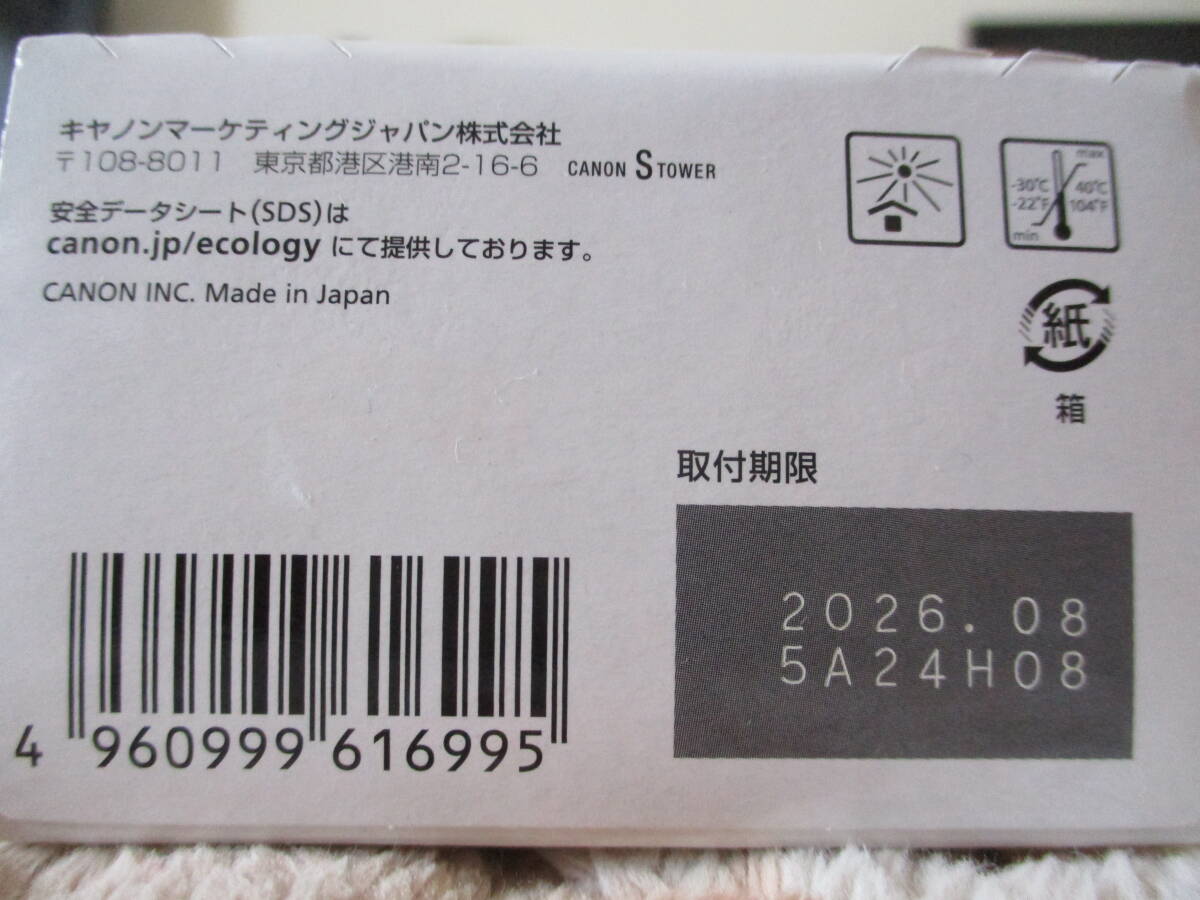 キヤノンマーケティングジャパン株式会社
〒108-8011 東京都港区港南2-16-6 CANON S TOWER
安全データシート(SDS)は
canon.jp/ecology にて提供しております。
CANON INC. Made in Japan
max
-30℃ 40℃
-22°F 104°F
min
紙
箱
取付期限
2026.08
5A24H08
4 960999 616995